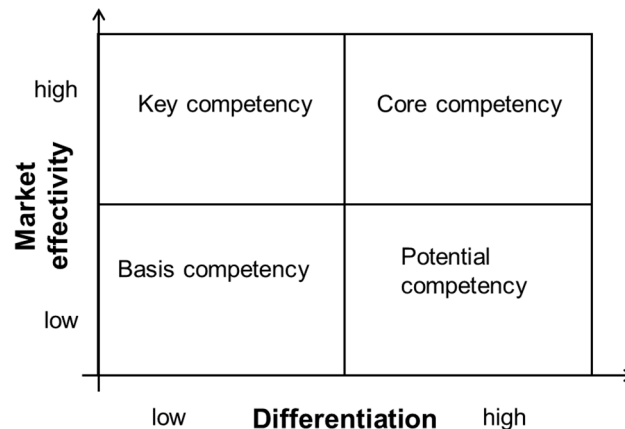 high
Key competency
Core competency
Market
effectivity
Basis competency
Potential
competency
low
low
Differentiation
high